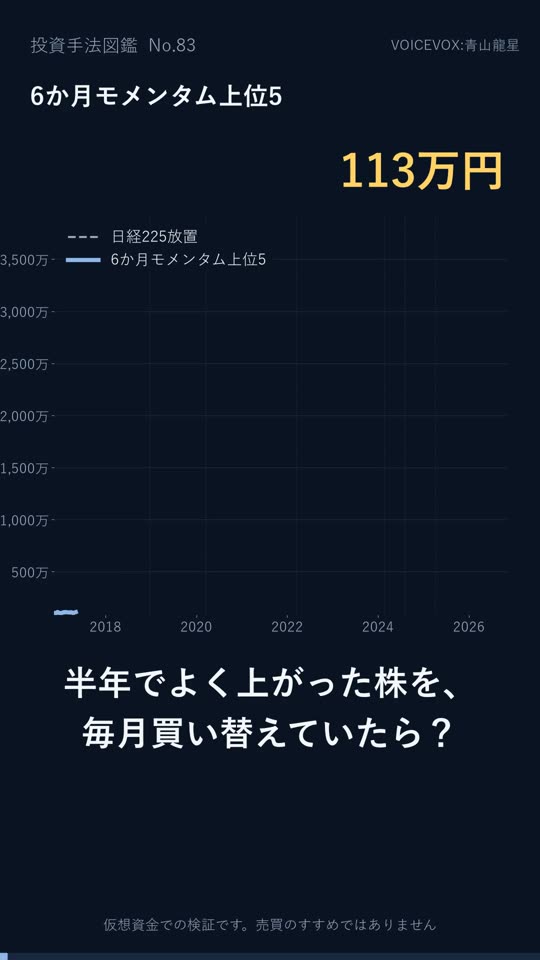 投資手法図鑑 No.83
VOICEVOX:青山龍星
6か月モメンタム上位5
113万円
日経225放置
6か月モメンタム上位5
3,500万
3,000万
2,500万
2,000万
1,500万
1,000万
500万
2018 2020 2022 2024 2026
半年でよく上がった株を、
毎月買い替えていたら？
仮想資金での検証です。売買のすすめではありません